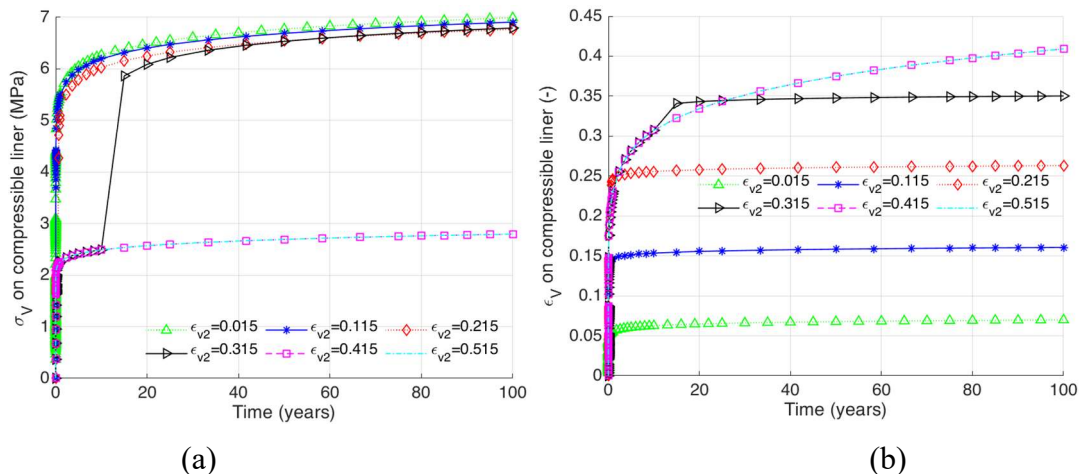 σV on compressible liner (MPa)
7
6
5
4
3
2
1
0
εv2=0.015 εv2=0.115 εv2=0.215
εv2=0.315 εv2=0.415 εv2=0.515
0 20 40 60 80 100
Time (years)
(a)
ϵV on compressible liner (-)
0.45
0.4
0.35
0.3
0.25
0.2
0.15
0.1
0.05
0
ϵv2=0.015 ϵv2=0.115 ϵv2=0.215
ϵv2=0.315 ϵv2=0.415 ϵv2=0.515
0 20 40 60 80 100
Time (years)
(b)